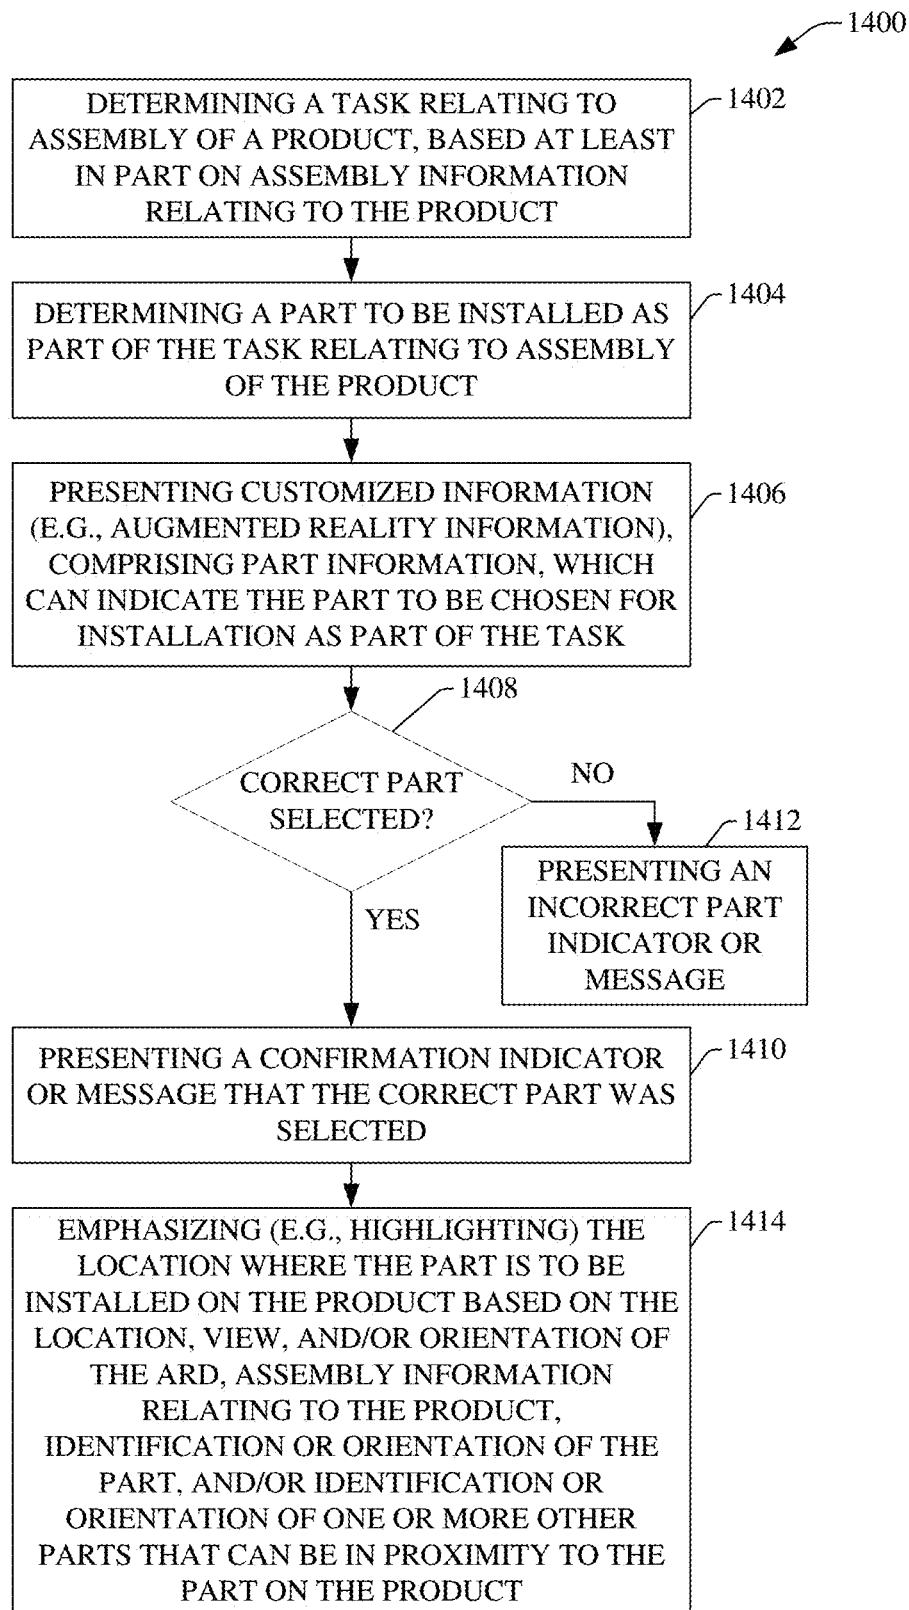 1400
DETERMINING A TASK RELATING TO
ASSEMBLY OF A PRODUCT, BASED AT LEAST
IN PART ON ASSEMBLY INFORMATION
RELATING TO THE PRODUCT
1402
DETERMINING A PART TO BE INSTALLED AS
PART OF THE TASK RELATING TO ASSEMBLY
OF THE PRODUCT
1404
PRESENTING CUSTOMIZED INFORMATION
(E.G., AUGMENTED REALITY INFORMATION),
COMPRISING PART INFORMATION, WHICH
CAN INDICATE THE PART TO BE CHOSEN FOR
INSTALLATION AS PART OF THE TASK
1406
1408
CORRECT PART
SELECTED?
NO
1412
PRESENTING AN
INCORRECT PART
INDICATOR OR
MESSAGE
YES
PRESENTING A CONFIRMATION INDICATOR
OR MESSAGE THAT THE CORRECT PART WAS
SELECTED
1410
EMPHASIZING (E.G., HIGHLIGHTING) THE
LOCATION WHERE THE PART IS TO BE
INSTALLED ON THE PRODUCT BASED ON THE
LOCATION, VIEW, AND/OR ORIENTATION OF
THE ARD, ASSEMBLY INFORMATION
RELATING TO THE PRODUCT,
IDENTIFICATION OR ORIENTATION OF THE
PART, AND/OR IDENTIFICATION OR
ORIENTATION OF ONE OR MORE OTHER
PARTS THAT CAN BE IN PROXIMITY TO THE
PART ON THE PRODUCT
1414